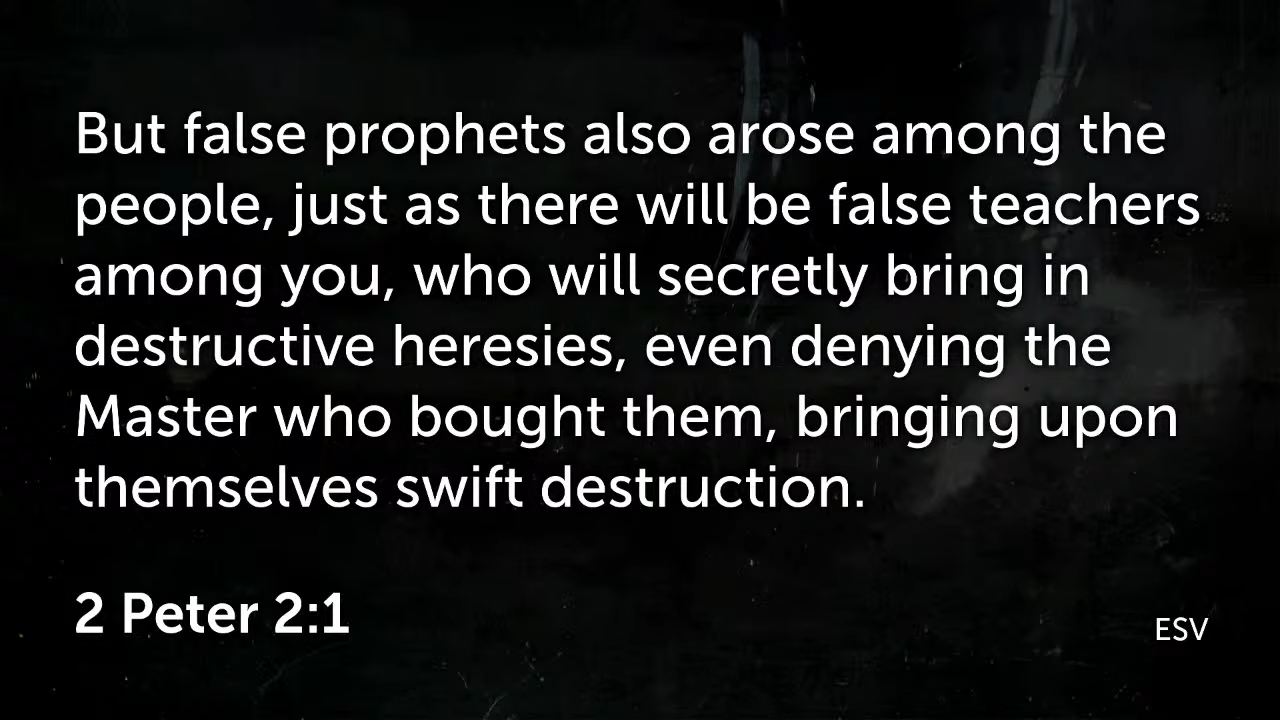 But false prophets also arose among the
people, just as there will be false teachers
among you, who will secretly bring in
destructive heresies, even denying the
Master who bought them, bringing upon
themselves swift destruction.
2 Peter 2:1
ESV